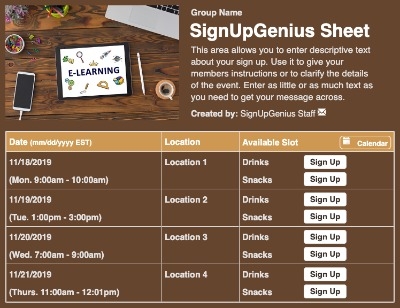 Group Name
SignUpGenius Sheet
This area allows you to enter descriptive text
about your sign up. Use it to give your
members instructions or to clarify the details
of the event. Enter as little or as much text as
you need to get your message across.
Created by: SignUpGenius Staff
E-LEARNING
Date (mm/dd/yyyy EST) Location Available Slot Calendar
11/18/2019 Location 1 Drinks Sign Up
(Mon. 9:00am - 10:00am) Snacks Sign Up
11/19/2019 Location 2 Drinks Sign Up
(Tue. 1:00pm - 3:00pm) Snacks Sign Up
11/20/2019 Location 3 Drinks Sign Up
(Wed. 7:00am - 9:00am) Snacks Sign Up
11/21/2019 Location 4 Drinks Sign Up
(Thurs. 11:00am - 12:01pm) Snacks Sign Up